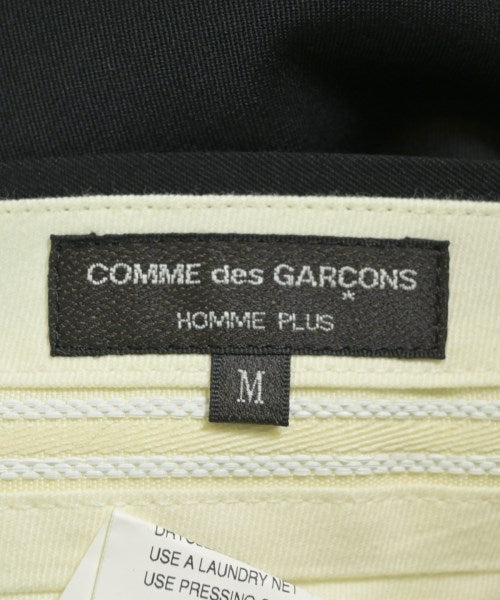 COMME des GARCONS
*
HOMME PLUS
M
USE A LAUNDRY NET
USE PRESSING